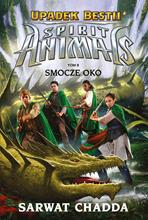 UPADEK BESTII
SPIRIT
ANIMALS
TOM 8
SMOCZE OKO
SARWAT CHADDA